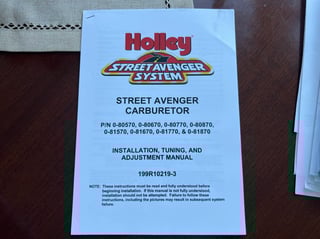 Holley
STREET AVENGER
SYSTEM
STREET AVENGER
CARBURETOR
P/N 0-80570, 0-80670, 0-80770, 0-80870,
0-81570, 0-81670, 0-81770, & 0-81870
INSTALLATION, TUNING, AND
ADJUSTMENT MANUAL
199R10219-3
NOTE: These instructions must be read and fully understood before
beginning installation. If this manual is not fully understood,
installation should not be attempted. Failure to follow these
instructions, including the pictures may result in subsequent system
failure.